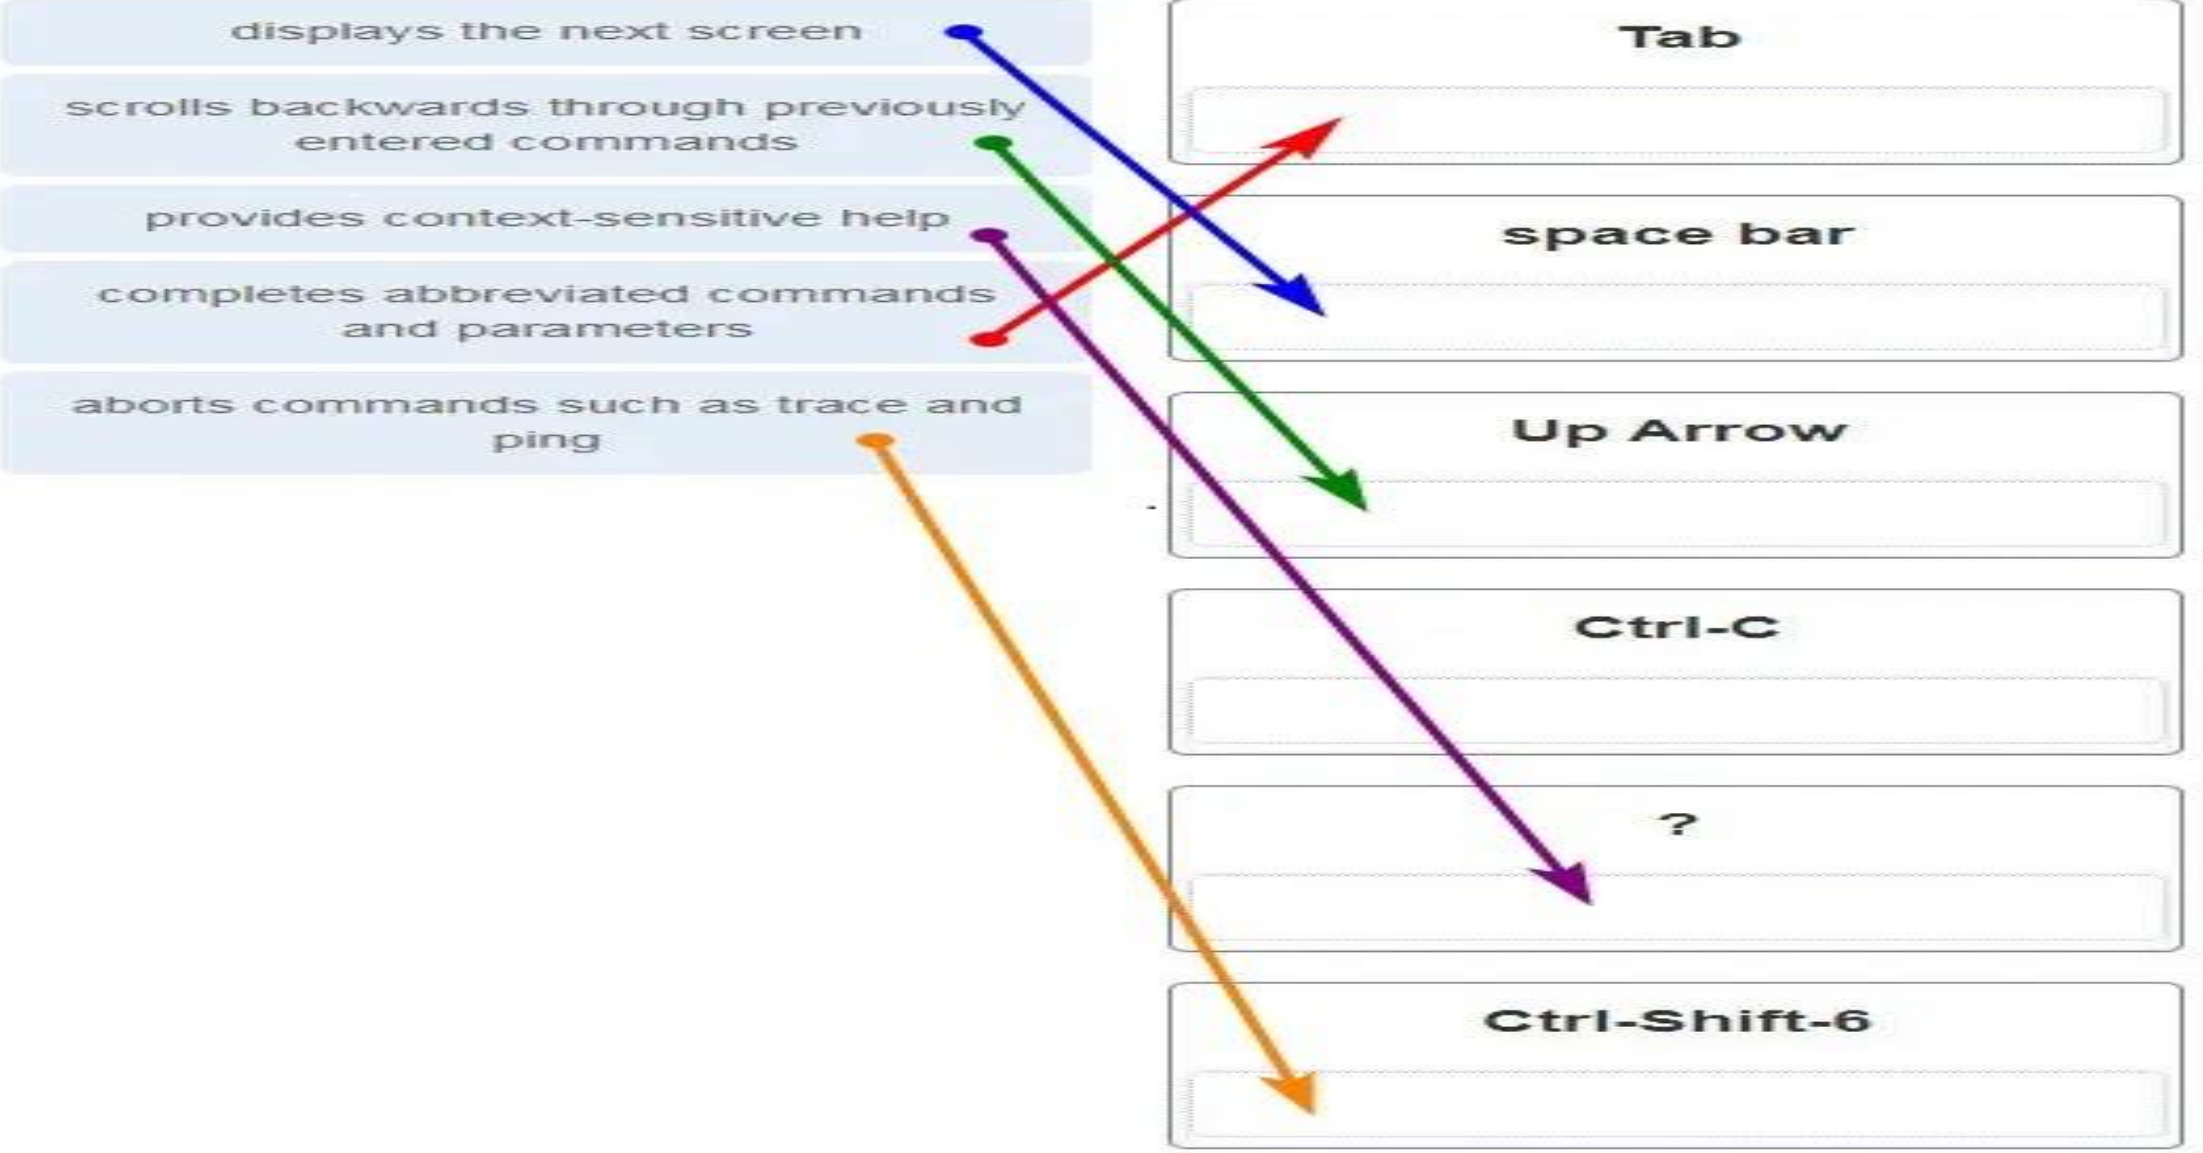 displays the next screen
scrolls backwards through previously
entered commands
provides context-sensitive help
completes abbreviated commands
and parameters
aborts commands such as trace and
ping
Tab
space bar
Up Arrow
Ctrl-C
?
Ctrl-Shift-6